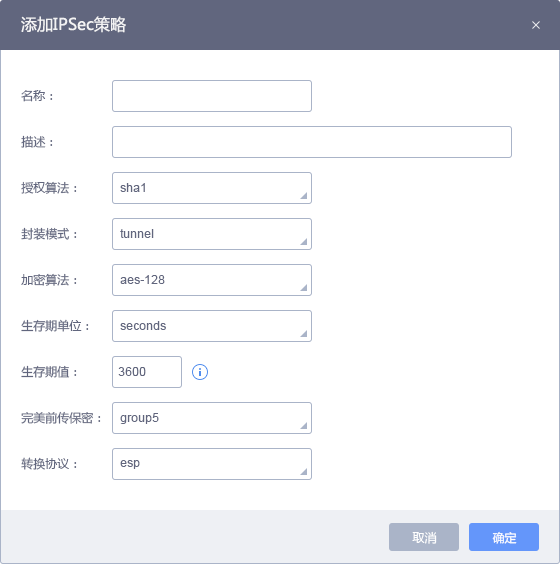 添加IPSec策略
名称：
描述：
授权算法： sha1
封装模式： tunnel
加密算法： aes-128
生存期单位： seconds
生存期值： 3600
完美前传保密： group5
转换协议： esp
取消 确定